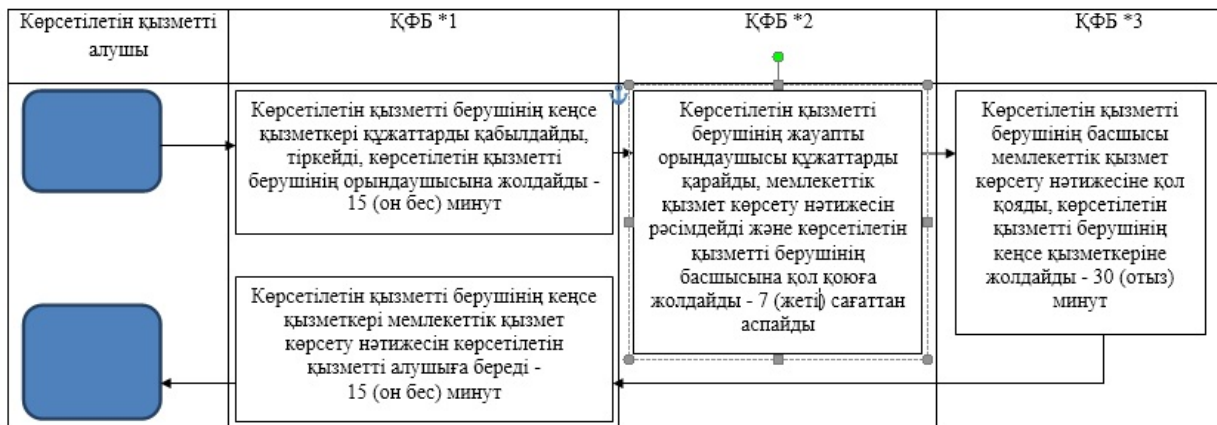 Көрсетілетін қызметті
алушы
ҚФБ *1
ҚФБ *2
ҚФБ *3
Көрсетілетін қызметті берушінің кеңсе
қызметкері құжаттарды қабылдайды,
тіркейді, көрсетілетін қызметті
берушінің орындаушысына жолдайды -
15 (он бес) минут
Көрсетілетін қызметті
берушінің жауапты
орындаушысы құжаттарды
қарайды, мемлекеттік
қызмет көрсету нәтижесін
рәсімдейді және көрсетілетін
қызметті берушінің
басшысына қол қоюға
жолдайды - 7 (жеті) сағаттан
аспайды
Көрсетілетін қызметті
берушінің басшысы
мемлекеттік қызмет
көрсету нәтижесіне қол
қояды, көрсетілетін
қызметті берушінің
кеңсе қызметкеріне
жолдайды - 30 (отыз)
минут
Көрсетілетін қызметті берушінің кеңсе
қызметкері мемлекеттік қызмет
көрсету нәтижесін көрсетілетін
қызметті алушыға береді -
15 (он бес) минут